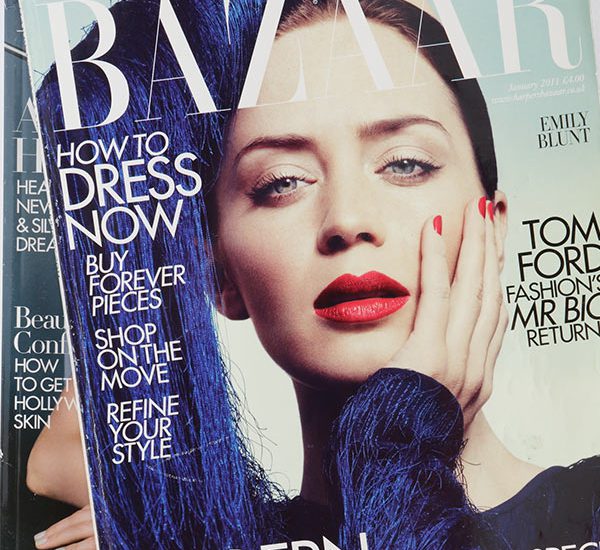 BAZAAR
January 2011 £4.00
www.harpersbazaar.co.uk
EMILY
BLUNT
HOW TO
DRESS
NOW
BUY
FOREVER
PIECES
SHOP
ON THE
MOVE
REFINE
YOUR
STYLE
TOM
FORD
FASHION'S
MR BIG
RETURN
HEA
NEW
& SIL
DREA
Beau
Conf
HOW
TO GET
HOLLYW
SKIN